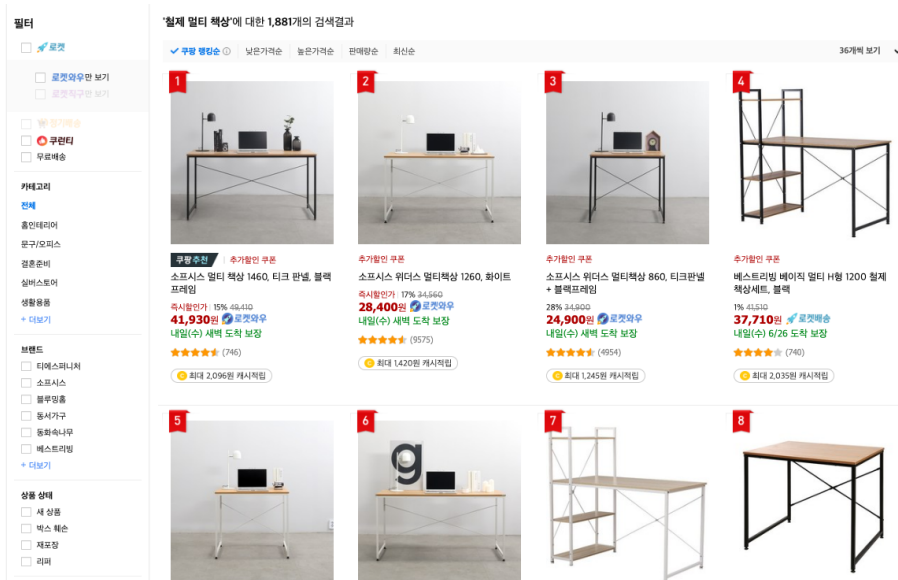 필터
로켓
로켓와우만 보기
로켓직구만 보기
쿠런티
무료배송
카테고리
전체
홈인테리어
문구/오피스
결혼준비
실버스토어
생활용품
+ 더보기
브랜드
티에스퍼니처
소프시스
블루밍홈
동서가구
동화속나무
베스트리빙
+ 더보기
상품 상태
새 상품
박스 훼손
재포장
리퍼
'철제 멀티 책상'에 대한 1,881개의 검색결과
쿠팡 랭킹순
낮은가격순
높은가격순
판매량순
최신순
36개씩 보기
1
쿠팡추천 추가할인 쿠폰
소프시스 멀티 책상 1460, 티크 판넬, 블랙
프레임
즉시할인가 15% 49,410
41,930원 로켓와우
내일(수) 새벽 도착 보장
(746)
최대 2,096원 캐시적립
2
추가할인 쿠폰
소프시스 위더스 멀티책상 1260, 화이트
즉시할인가 17% 34,560
28,400원 로켓와우
내일(수) 새벽 도착 보장
(9575)
최대 1,420원 캐시적립
3
추가할인 쿠폰
소프시스 위더스 멀티책상 860, 티크판넬
+ 블랙프레임
28% 34,900
24,900원 로켓와우
내일(수) 새벽 도착 보장
(4954)
최대 1,245원 캐시적립
4
추가할인 쿠폰
베스트리빙 베이직 멀티 H형 1200 철제
책상세트, 블랙
1% 41,510
37,710원 로켓배송
내일(수) 6/26 도착 보장
(740)
최대 2,035원 캐시적립
5
6
g
7
8